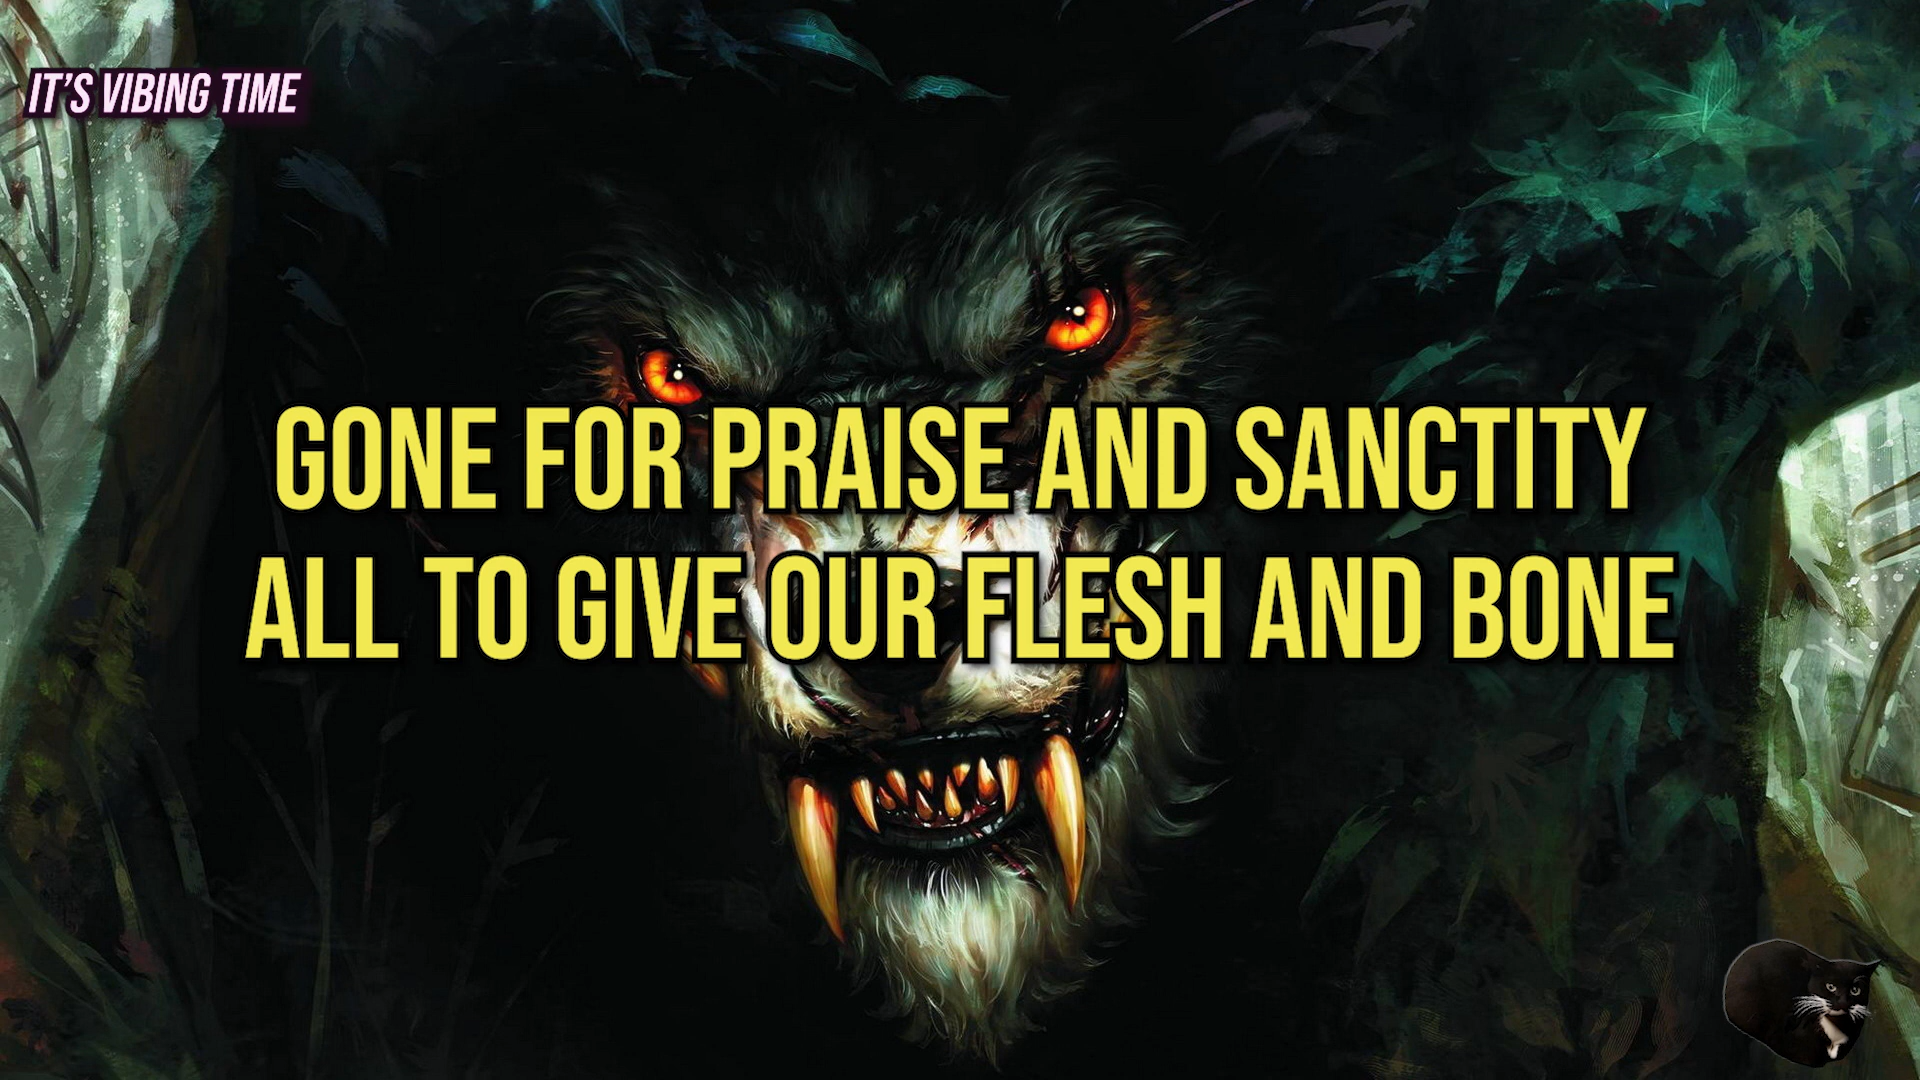 IT'S VIBING TIME
GONE FOR PRAISE AND SANCTITY
ALL TO GIVE OUR FLESH AND BONE